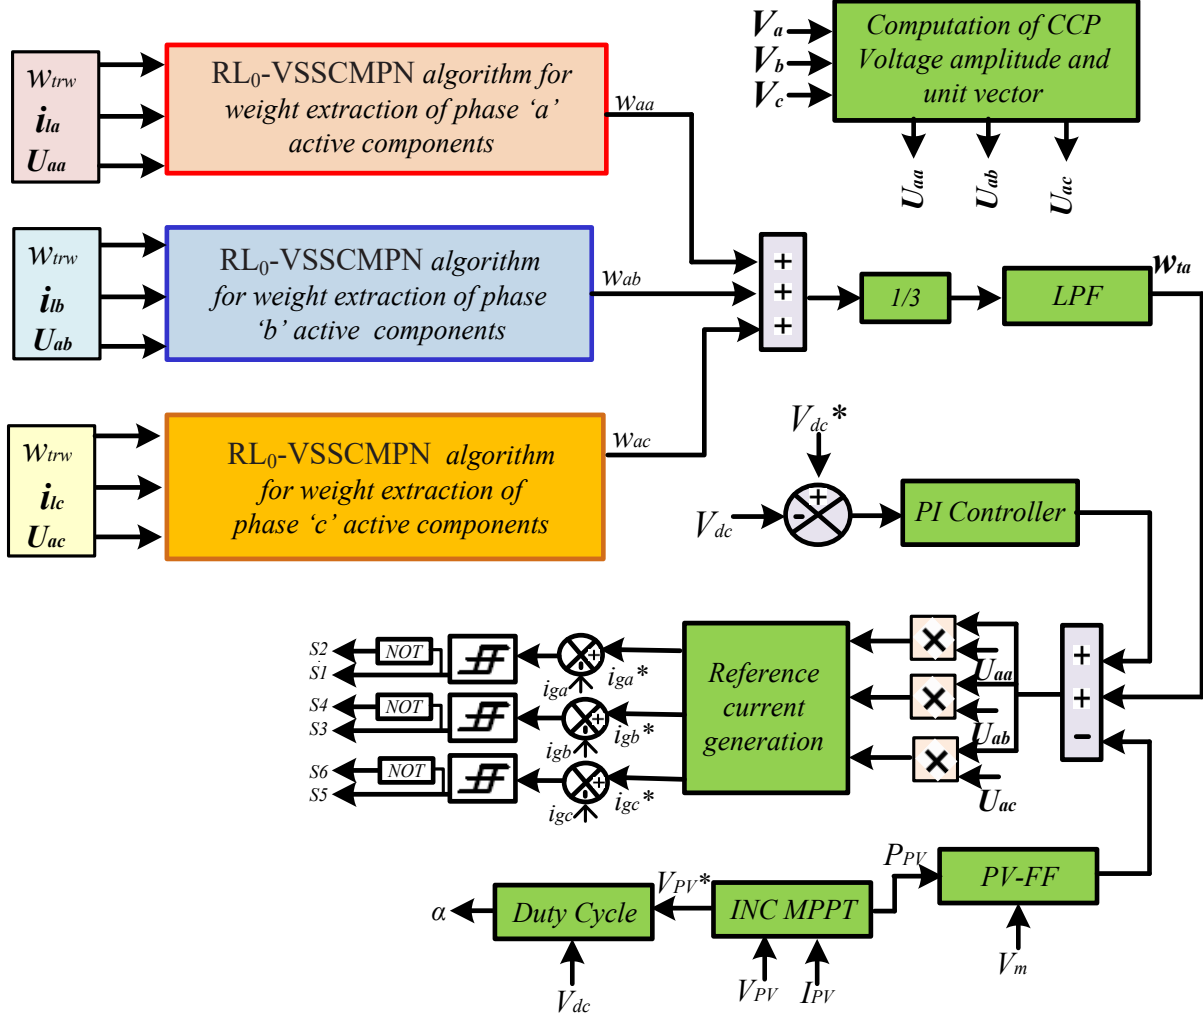 wtrw
ila
Uaa
RL0-VSSCMPN algorithm for
weight extraction of phase ‘a’
active components
waa
Va
Vb
Vc
Computation of CCP
Voltage amplitude and
unit vector
Uaa
Uab
Uac
wtrw
ilb
Uab
RL0-VSSCMPN algorithm
for weight extraction of phase
‘b’ active components
wab
+
+
+
1/3
LPF
wta
wtrw
ilc
Uac
RL0-VSSCMPN algorithm
for weight extraction of
phase ‘c’ active components
wac
Vdc*
+
-
Vdc
PI Controller
S2
S1
NOT
iga
+
-
iga*
S4
S3
NOT
igb
+
-
igb*
S6
S5
NOT
igc
+
-
igc*
Reference
current
generation
×
×
×
Uaa
Uab
Uac
+
+
−
α
Duty Cycle
Vdc
VPV*
INC MPPT
VPV
IPV
PPV
PV-FF
Vm